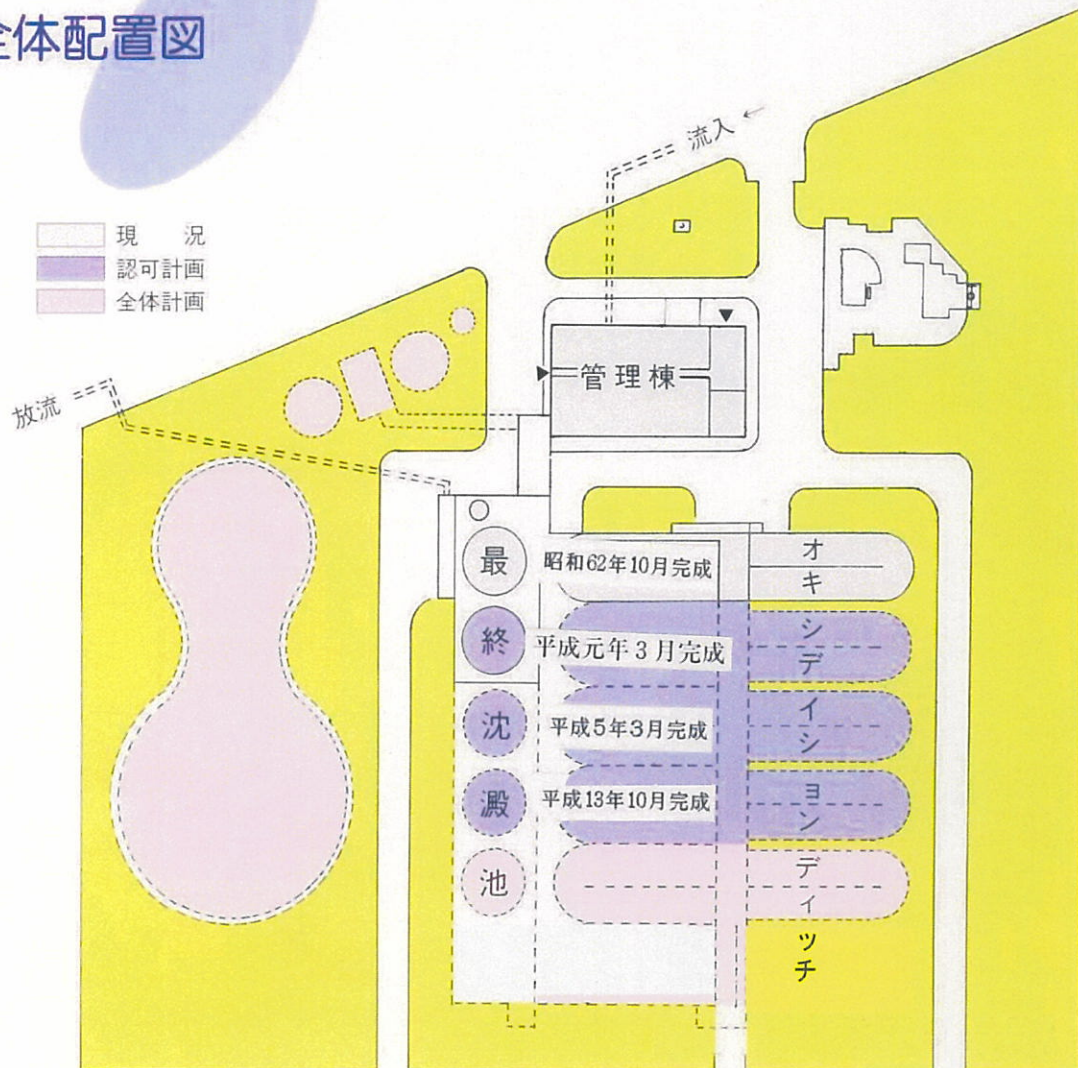 全体配置図
流入 ←
現　況
認可計画
全体計画
放流
管理棟
最終沈澱池
昭和62年10月完成
平成元年3月完成
平成5年3月完成
平成13年10月完成
オキシデイションディッチ